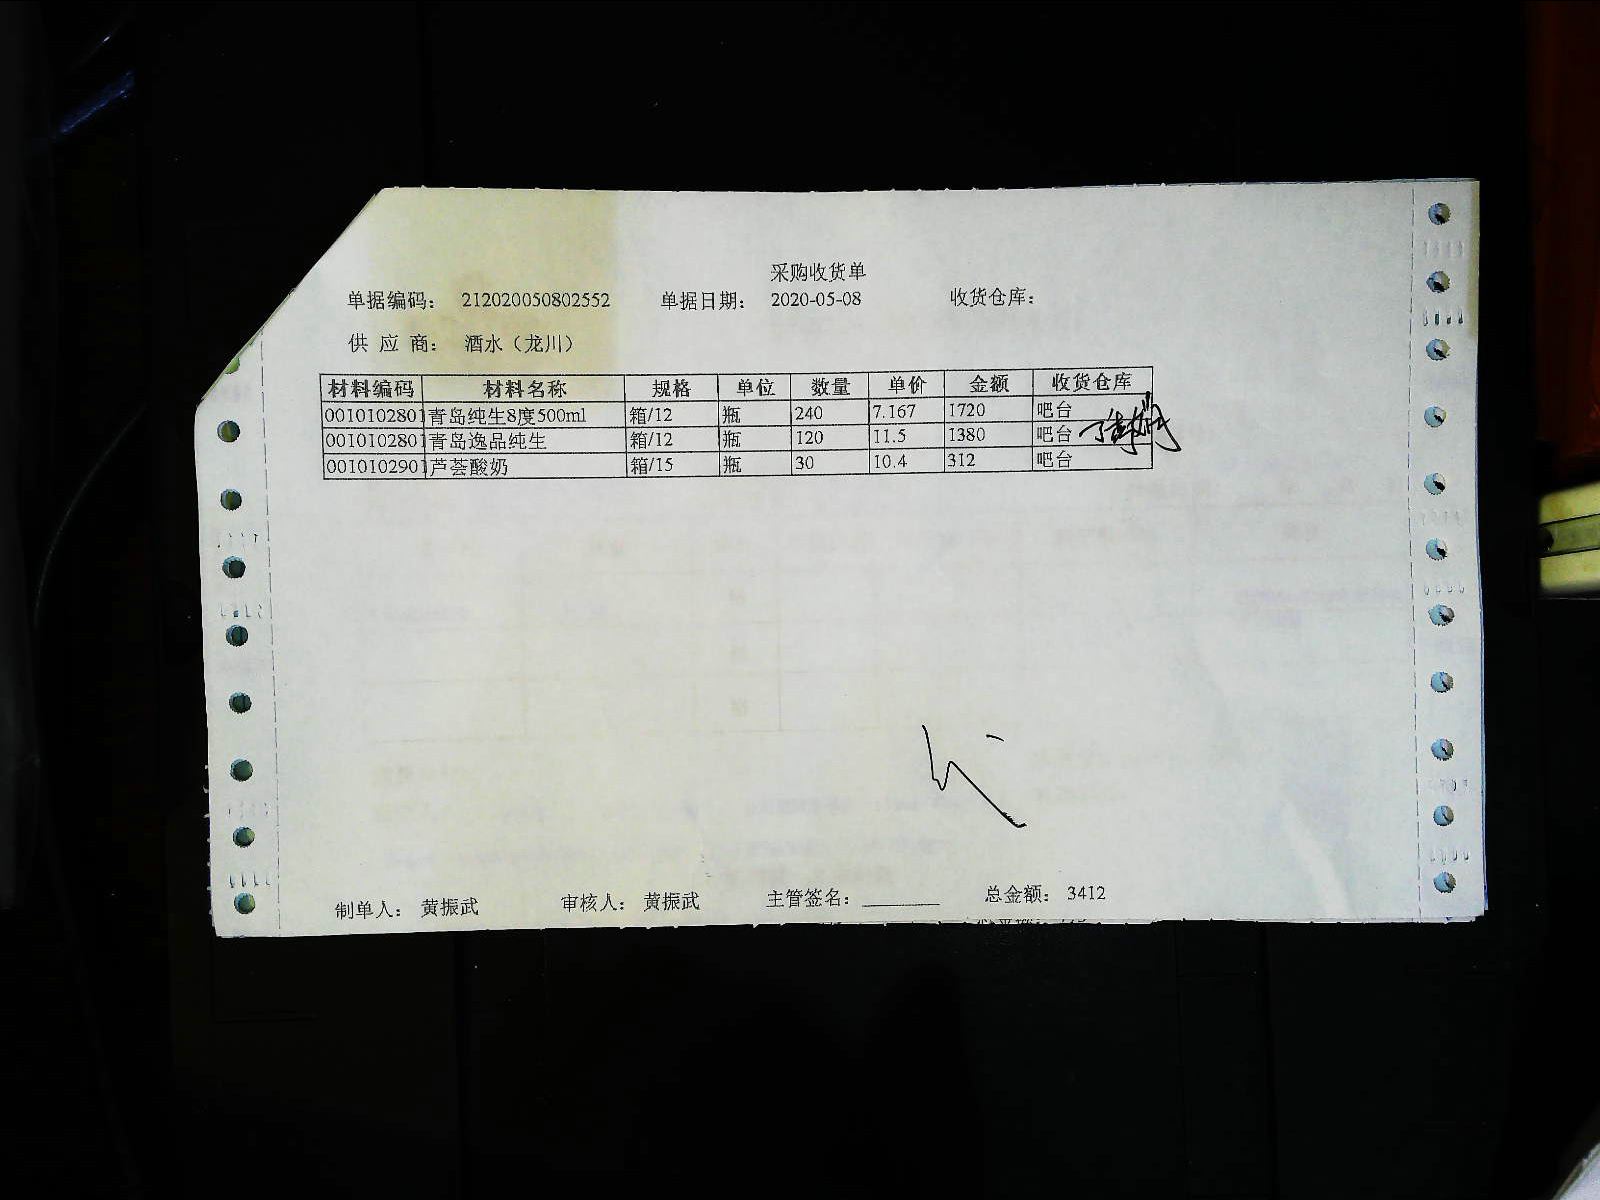 采购收货单
单据编码: 212020050802552 单据日期: 2020-05-08 收货仓库:
供 应 商: 酒水（龙川）
材料编码 材料名称 规格 单位 数量 单价 金额 收货仓库
0010102801 青岛纯生8度500ml 箱/12 瓶 240 7.167 1720 吧台
0010102801 青岛逸品纯生 箱/12 瓶 120 11.5 1380 吧台
0010102901 芦荟酸奶 箱/15 瓶 30 10.4 312 吧台
制单人: 黄振武 审核人: 黄振武 主管签名: 总金额: 3412